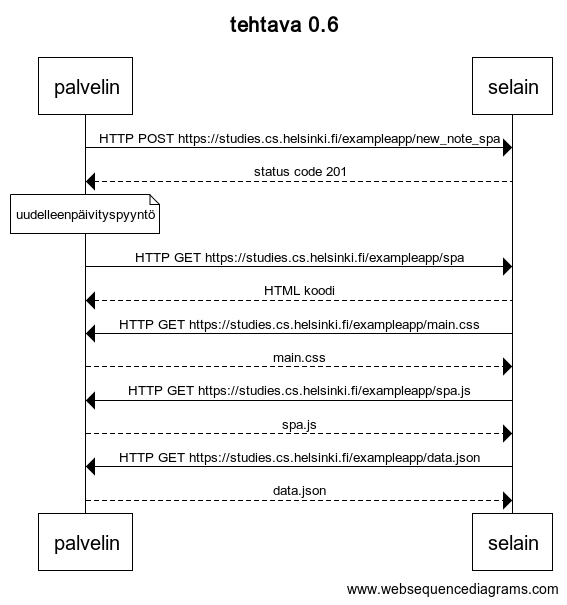 tehtava 0.6
palvelin
selain
HTTP POST https://studies.cs.helsinki.fi/exampleapp/new_note_spa
status code 201
uudelleenpäivityspyyntö
HTTP GET https://studies.cs.helsinki.fi/exampleapp/spa
HTML koodi
HTTP GET https://studies.cs.helsinki.fi/exampleapp/main.css
main.css
HTTP GET https://studies.cs.helsinki.fi/exampleapp/spa.js
spa.js
HTTP GET https://studies.cs.helsinki.fi/exampleapp/data.json
data.json
palvelin
selain
www.websequencediagrams.com